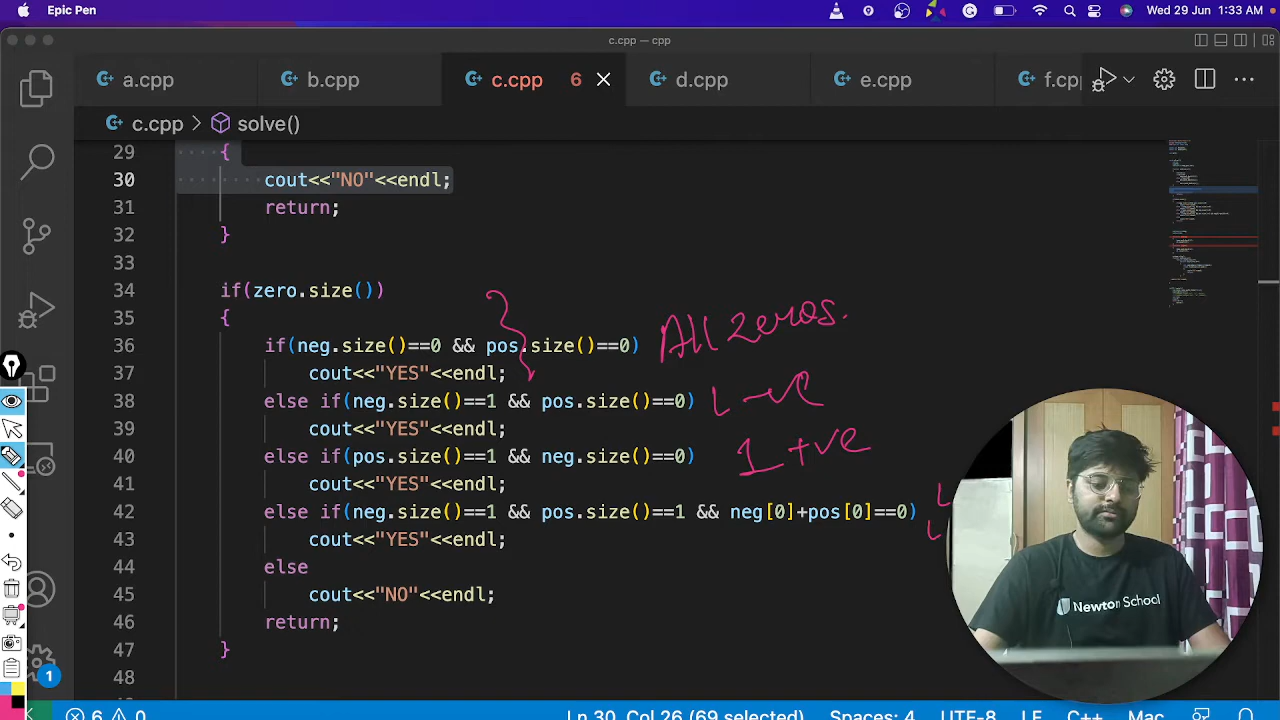 Epic Pen
Wed 29 Jun 1:33 AM
c.cpp — cpp
a.cpp
b.cpp
c.cpp 6
d.cpp
e.cpp
f.cpp
c.cpp > solve()
29 {
30 cout<<"NO"<<endl;
31 return;
32 }
33
34 if(zero.size())
35 {
36 if(neg.size()==0 && pos.size()==0) All zeros.
37 cout<<"YES"<<endl;
38 else if(neg.size()==1 && pos.size()==0) 1 -ve
39 cout<<"YES"<<endl;
40 else if(pos.size()==1 && neg.size()==0) 1 +ve
41 cout<<"YES"<<endl;
42 else if(neg.size()==1 && pos.size()==1 && neg[0]+pos[0]==0)
43 cout<<"YES"<<endl;
44 else
45 cout<<"NO"<<endl;
46 return;
47 }
48
Newton School
1
6 0
Ln 30, Col 26 (69 selected)
Spaces: 4
UTF-8
LF
C++
Mac